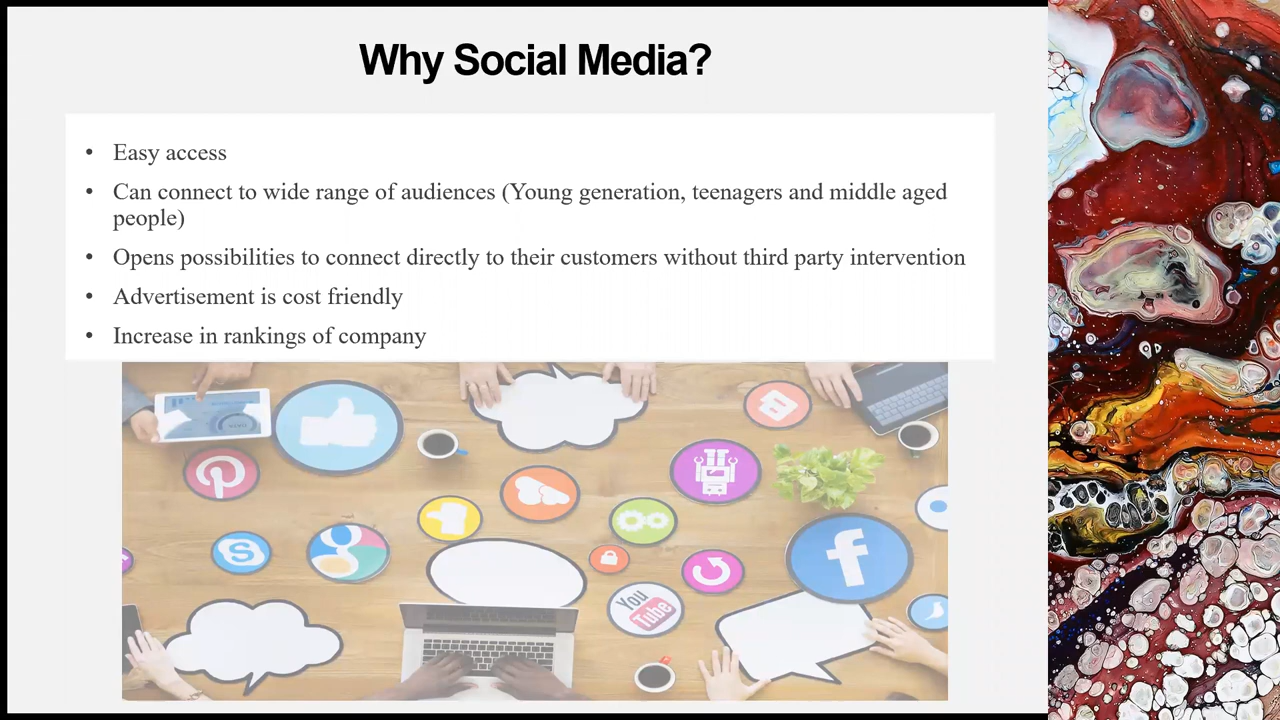 Why Social Media?
• Easy access
• Can connect to wide range of audiences (Young generation, teenagers and middle aged
people)
• Opens possibilities to connect directly to their customers without third party intervention
• Advertisement is cost friendly
• Increase in rankings of company
You
Tube